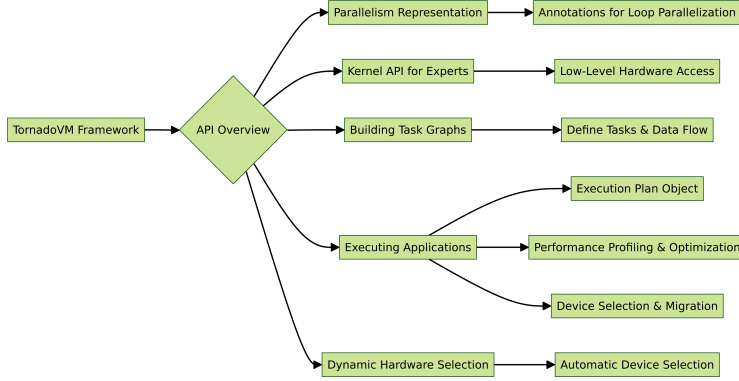 TornadoVM Framework
API Overview
Parallelism Representation
Annotations for Loop Parallelization
Kernel API for Experts
Low-Level Hardware Access
Building Task Graphs
Define Tasks & Data Flow
Executing Applications
Execution Plan Object
Performance Profiling & Optimization
Device Selection & Migration
Dynamic Hardware Selection
Automatic Device Selection